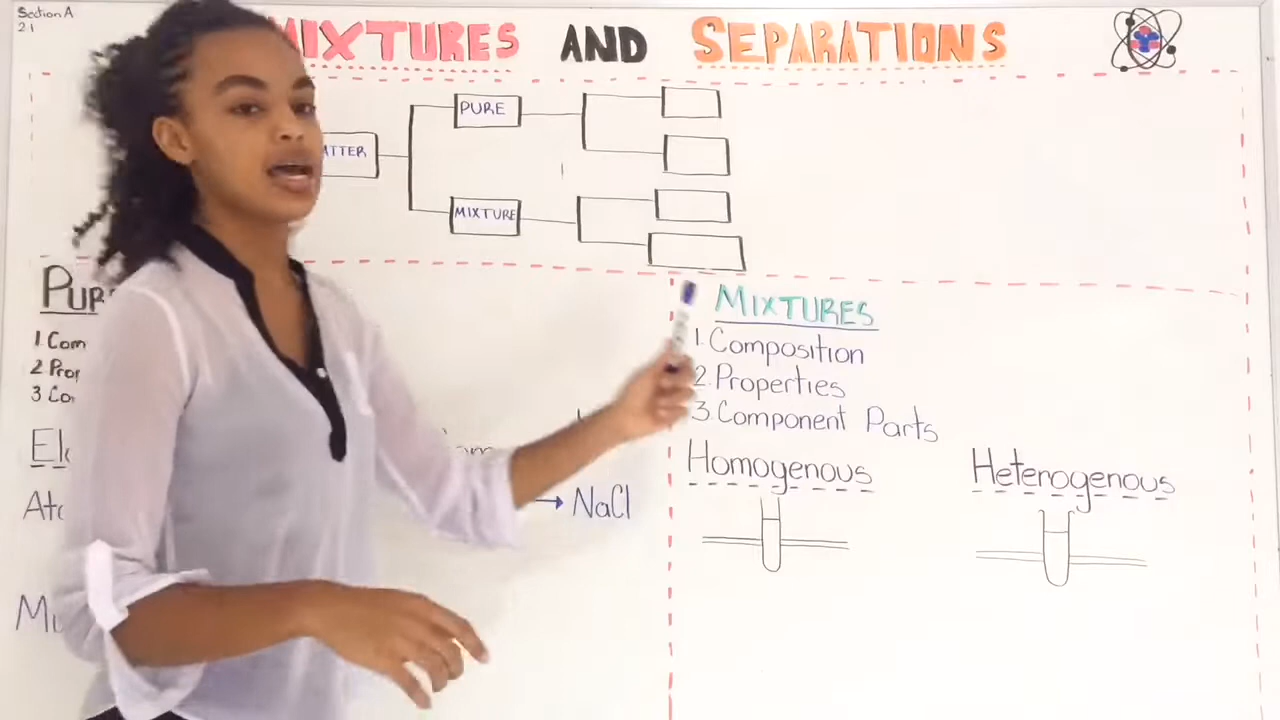 Section A
2.1
MIXTURES AND SEPARATIONS
PURE
MIXTURE
MIXTURES
1. Composition
2. Properties
3. Component Parts
Homogenous
Heterogenous
→ NaCl